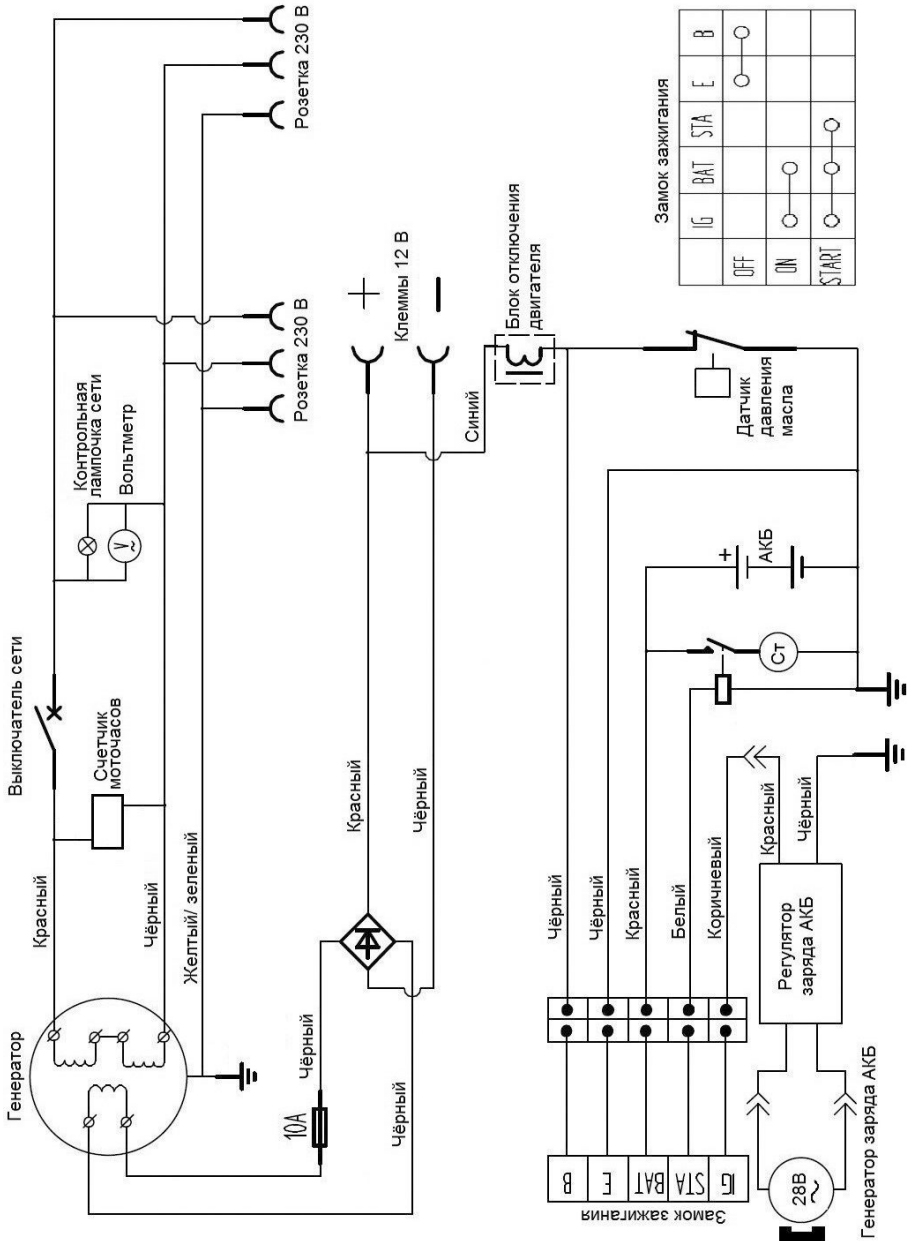 Генератор
Красный
Выключатель сети
Счетчик
моточасов
Контрольная
лампочка сети
Вольтметр
V
Чёрный
Желтый/ зеленый
Розетка 230 В
Розетка 230 В
10А
Чёрный
Чёрный
Красный
Чёрный
+
Клеммы 12 В
Синий
Блок отключения
двигателя
Чёрный
Чёрный
Красный
Белый
Коричневый
B
E
BAT
STA
IG
Замок зажигания
Ст
+
АКБ
Датчик
давления
масла
28В
Генератор заряда АКБ
Регулятор
заряда АКБ
Красный
Чёрный
Замок зажигания
IG BAT STA E B
OFF
ON
START